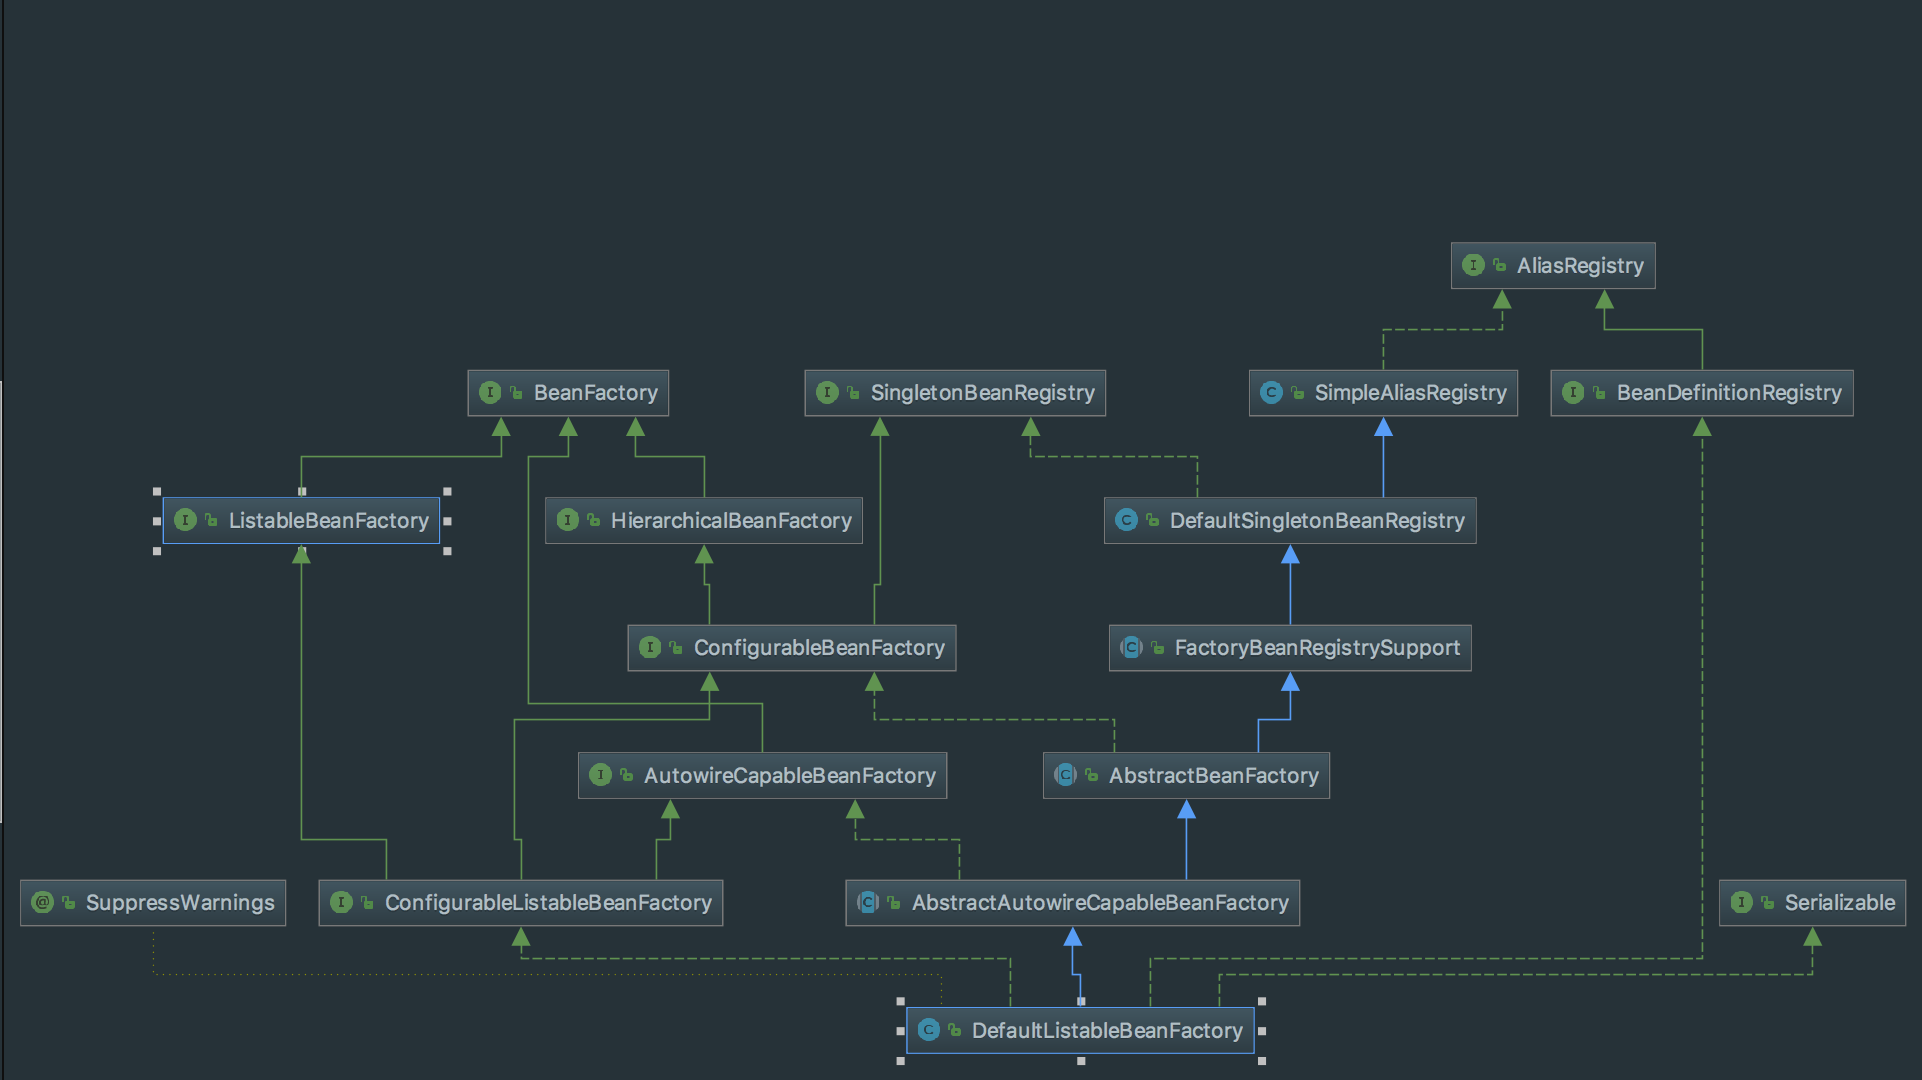 I AliasRegistry
I BeanFactory
I SingletonBeanRegistry
C SimpleAliasRegistry
I BeanDefinitionRegistry
I ListableBeanFactory
I HierarchicalBeanFactory
C DefaultSingletonBeanRegistry
I ConfigurableBeanFactory
C FactoryBeanRegistrySupport
I AutowireCapableBeanFactory
C AbstractBeanFactory
@ SuppressWarnings
I ConfigurableListableBeanFactory
C AbstractAutowireCapableBeanFactory
I Serializable
C DefaultListableBeanFactory